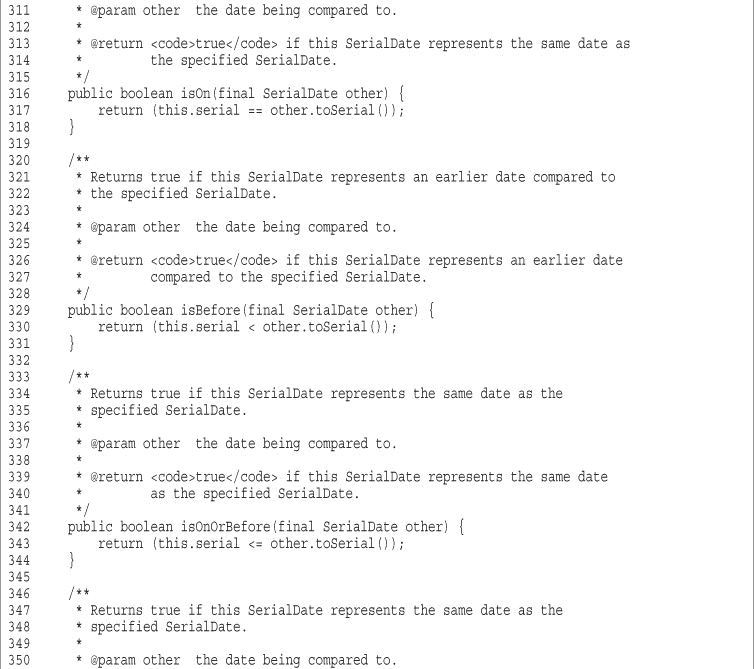 311      * @param other  the date being compared to.
312      *
313      * @return <code>true</code> if this SerialDate represents the same date as
314      *         the specified SerialDate.
315      */
316     public boolean isOn(final SerialDate other) {
317         return (this.serial == other.toSerial());
318     }
319
320     /**
321      * Returns true if this SerialDate represents an earlier date compared to
322      * the specified SerialDate.
323      *
324      * @param other  the date being compared to.
325      *
326      * @return <code>true</code> if this SerialDate represents an earlier date
327      *         compared to the specified SerialDate.
328      */
329     public boolean isBefore(final SerialDate other) {
330         return (this.serial < other.toSerial());
331     }
332
333     /**
334      * Returns true if this SerialDate represents the same date as the
335      * specified SerialDate.
336      *
337      * @param other  the date being compared to.
338      *
339      * @return <code>true</code> if this SerialDate represents the same date
340      *         as the specified SerialDate.
341      */
342     public boolean isOnOrBefore(final SerialDate other) {
343         return (this.serial <= other.toSerial());
344     }
345
346     /**
347      * Returns true if this SerialDate represents the same date as the
348      * specified SerialDate.
349      *
350      * @param other  the date being compared to.